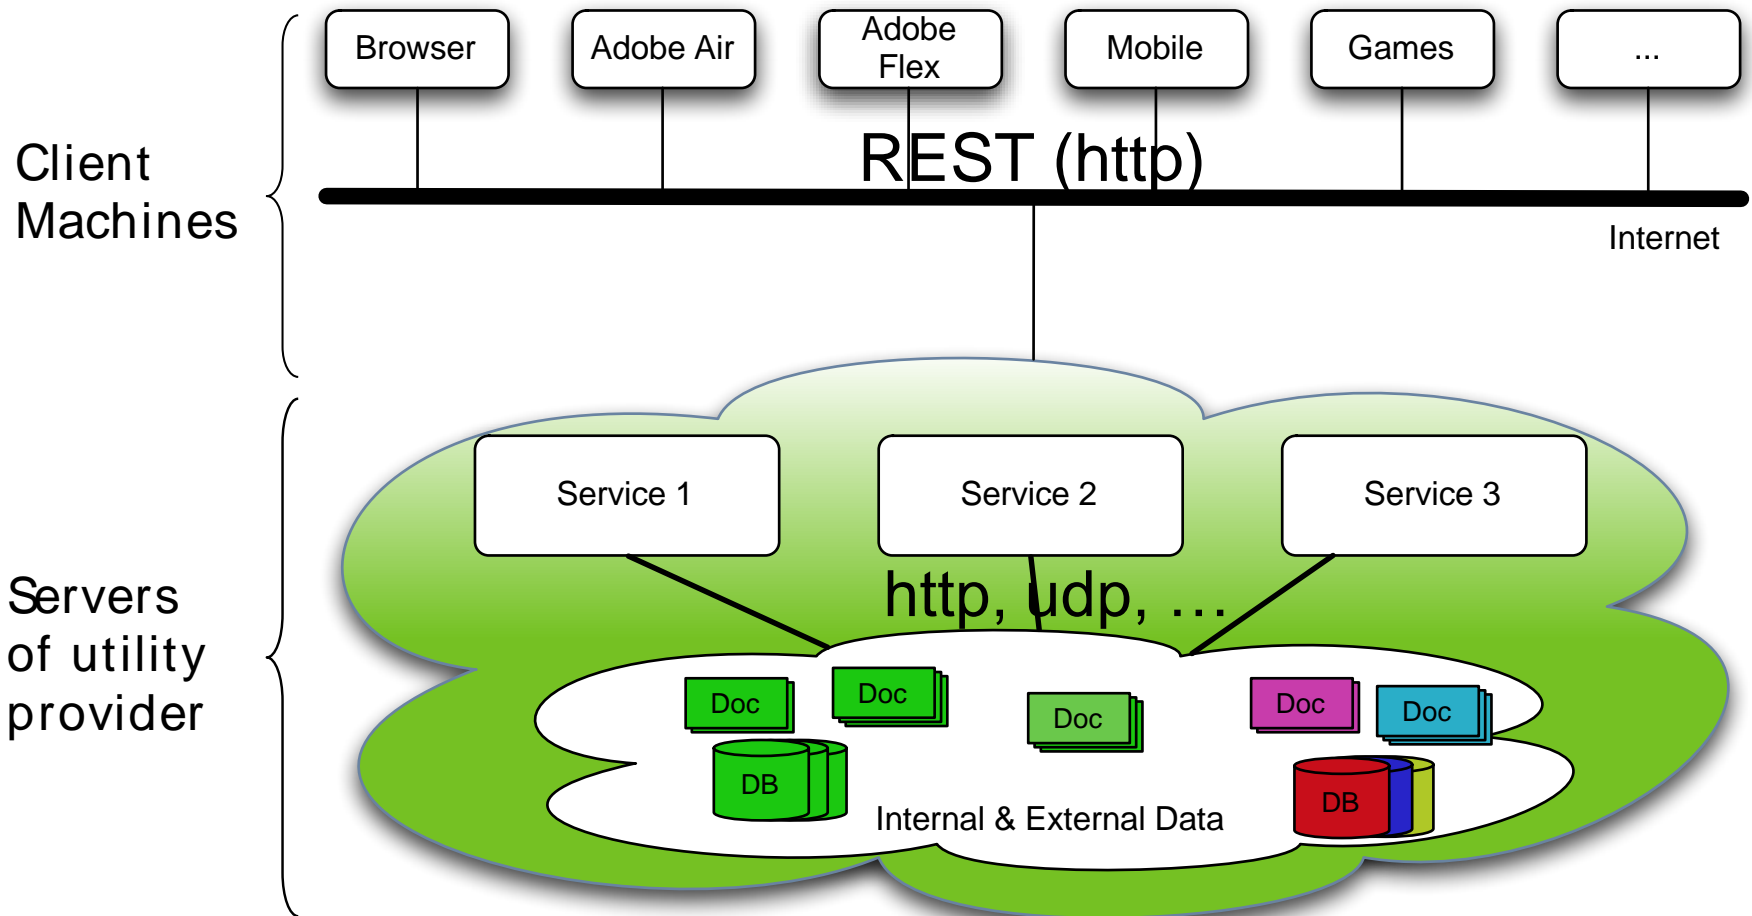 Browser
Adobe Air
Adobe
Flex
Mobile
Games
...
Client
Machines
REST (http)
Internet
Service 1
Service 2
Service 3
http, udp, …
Servers
of utility
provider
Doc
Doc
Doc
Doc
Doc
DB
DB
Internal & External Data